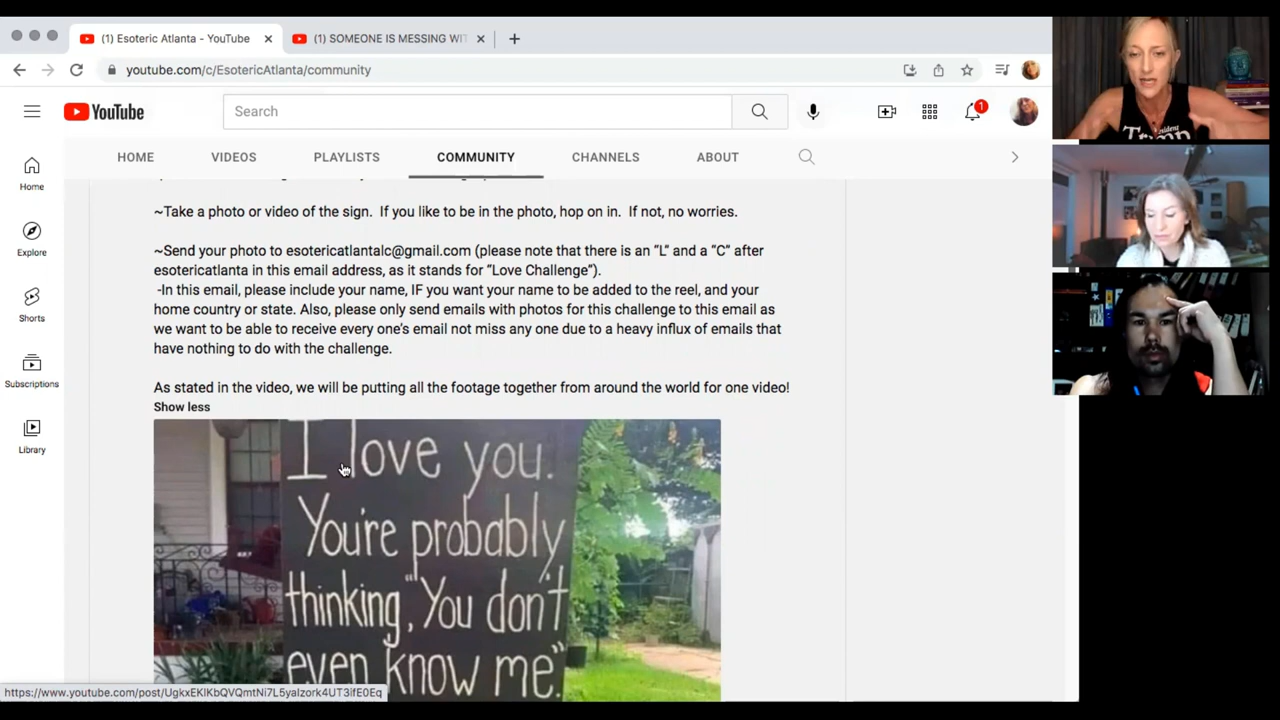 (1) Esoteric Atlanta - YouTube
(1) SOMEONE IS MESSING WIT
youtube.com/c/EsotericAtlanta/community
YouTube
Search
1
HOME VIDEOS PLAYLISTS COMMUNITY CHANNELS ABOUT
Home
Explore
Shorts
Subscriptions
Library
~Take a photo or video of the sign. If you like to be in the photo, hop on in. If not, no worries.
~Send your photo to esotericatlantalc@gmail.com (please note that there is an “L” and a “C” after
esotericatlanta in this email address, as it stands for “Love Challenge”).
-In this email, please include your name, IF you want your name to be added to the reel, and your
home country or state. Also, please only send emails with photos for this challenge to this email as
we want to be able to receive every one's email not miss any one due to a heavy influx of emails that
have nothing to do with the challenge.
As stated in the video, we will be putting all the footage together from around the world for one video!
Show less
I love you.
You're probably
thinking, "You don't
even know me."
https://www.youtube.com/post/UgkxEKlKbQVQmtNi7L5yaIzork4UT3ifE0Eq
Trump